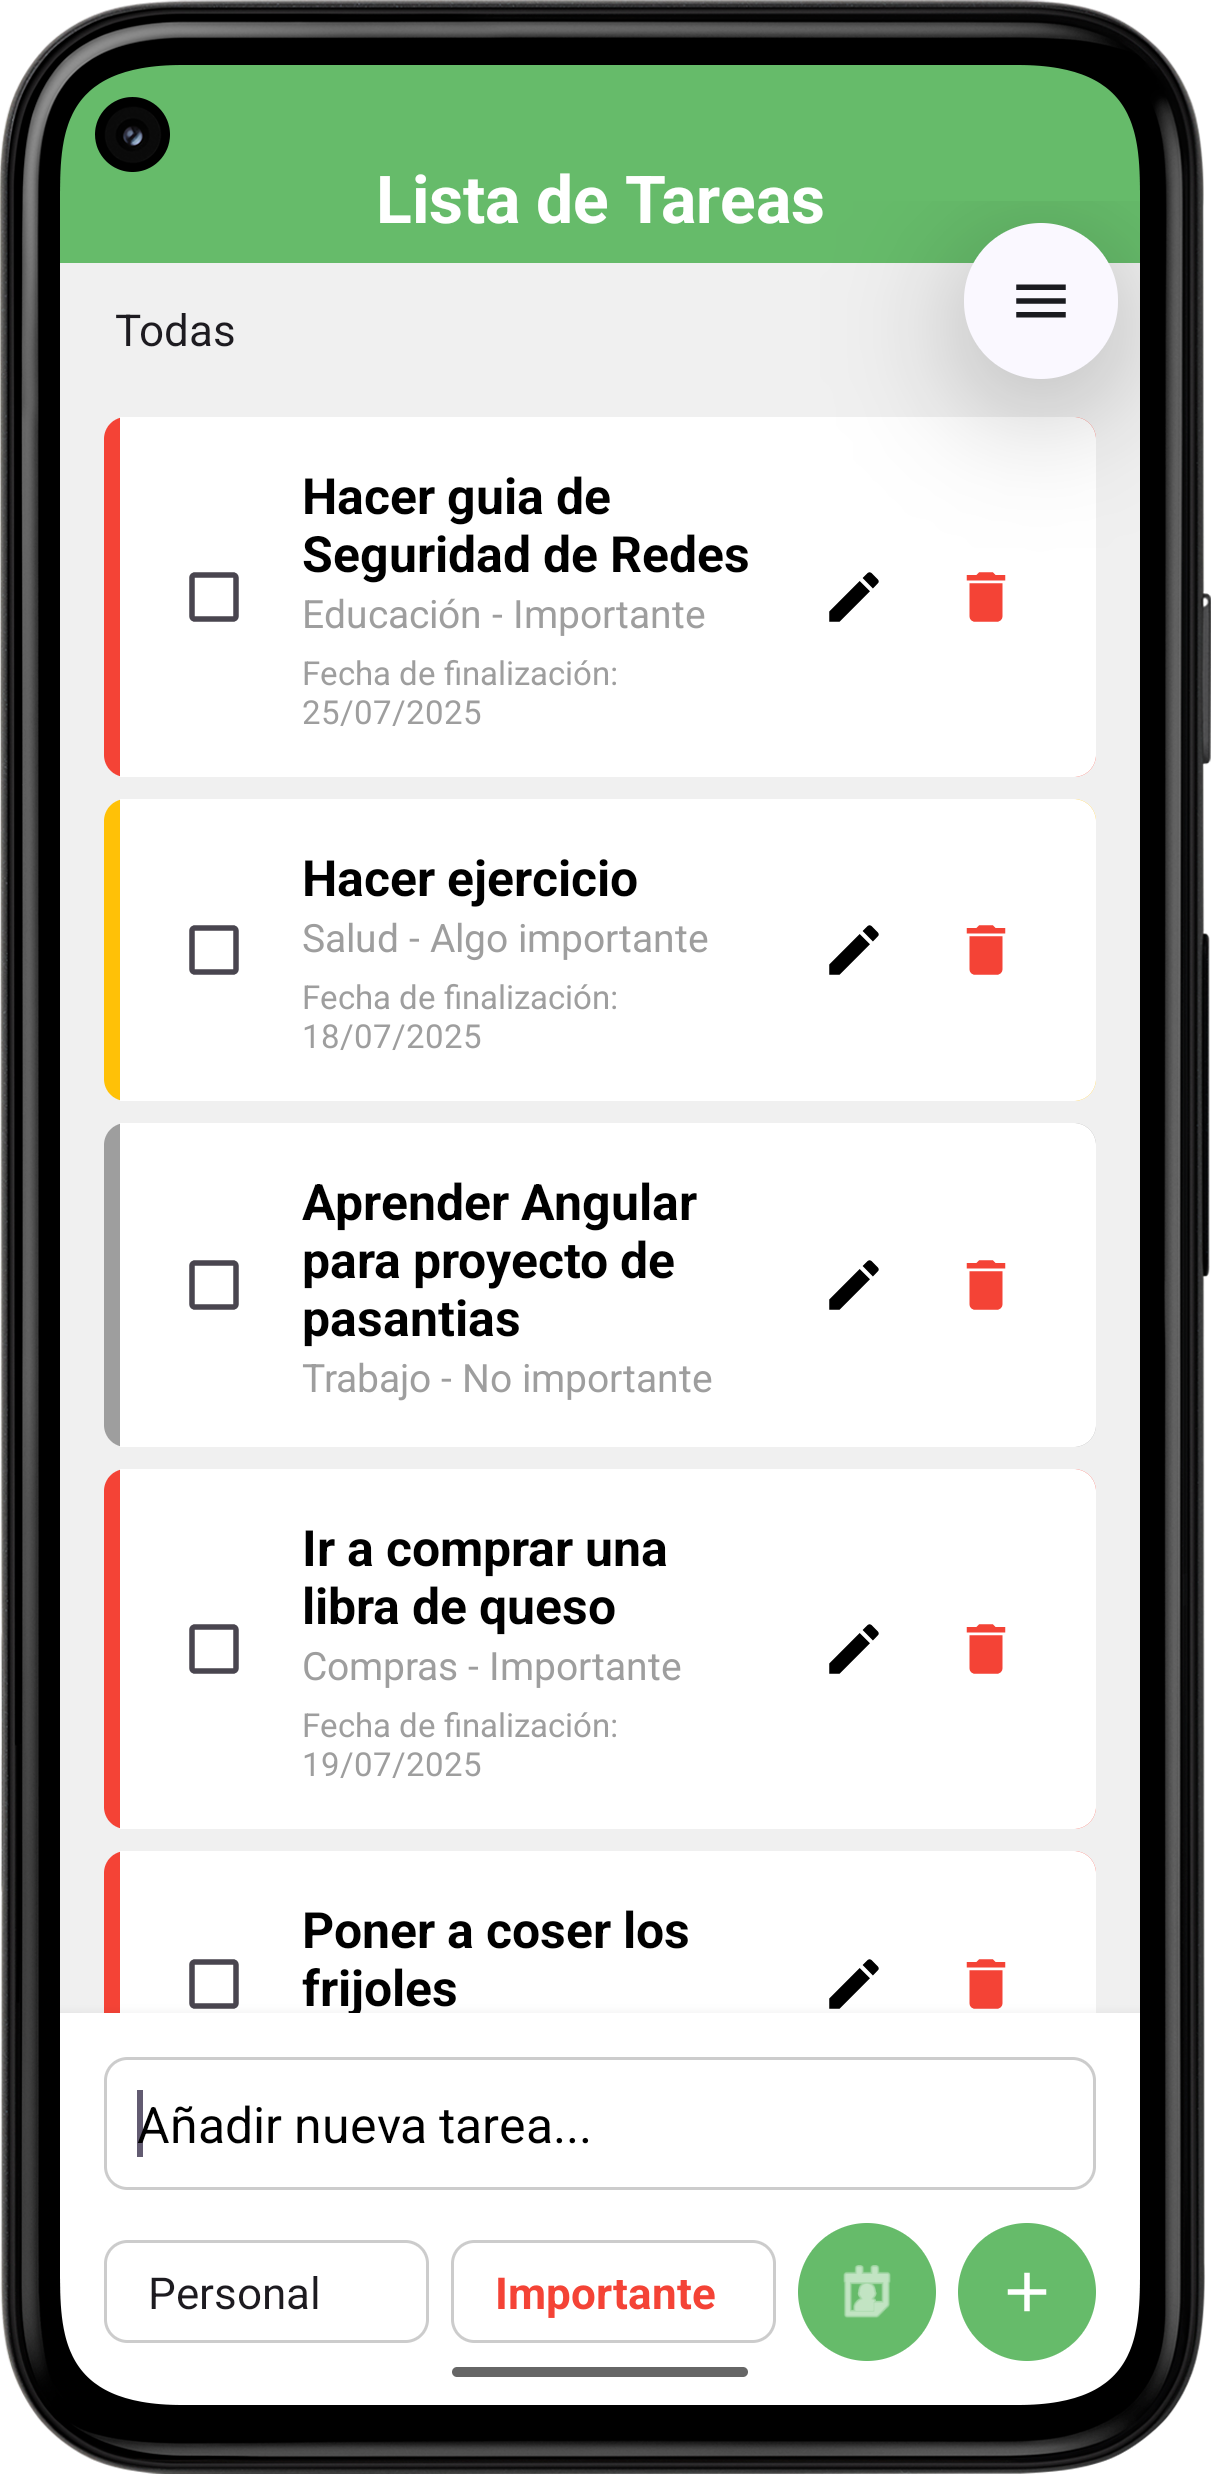 Lista de Tareas
Todas
Hacer guia de
Seguridad de Redes
Educación - Importante
Fecha de finalización:
25/07/2025
Hacer ejercicio
Salud - Algo importante
Fecha de finalización:
18/07/2025
Aprender Angular
para proyecto de
pasantias
Trabajo - No importante
Ir a comprar una
libra de queso
Compras - Importante
Fecha de finalización:
19/07/2025
Poner a coser los
frijoles
Añadir nueva tarea...
Personal
Importante